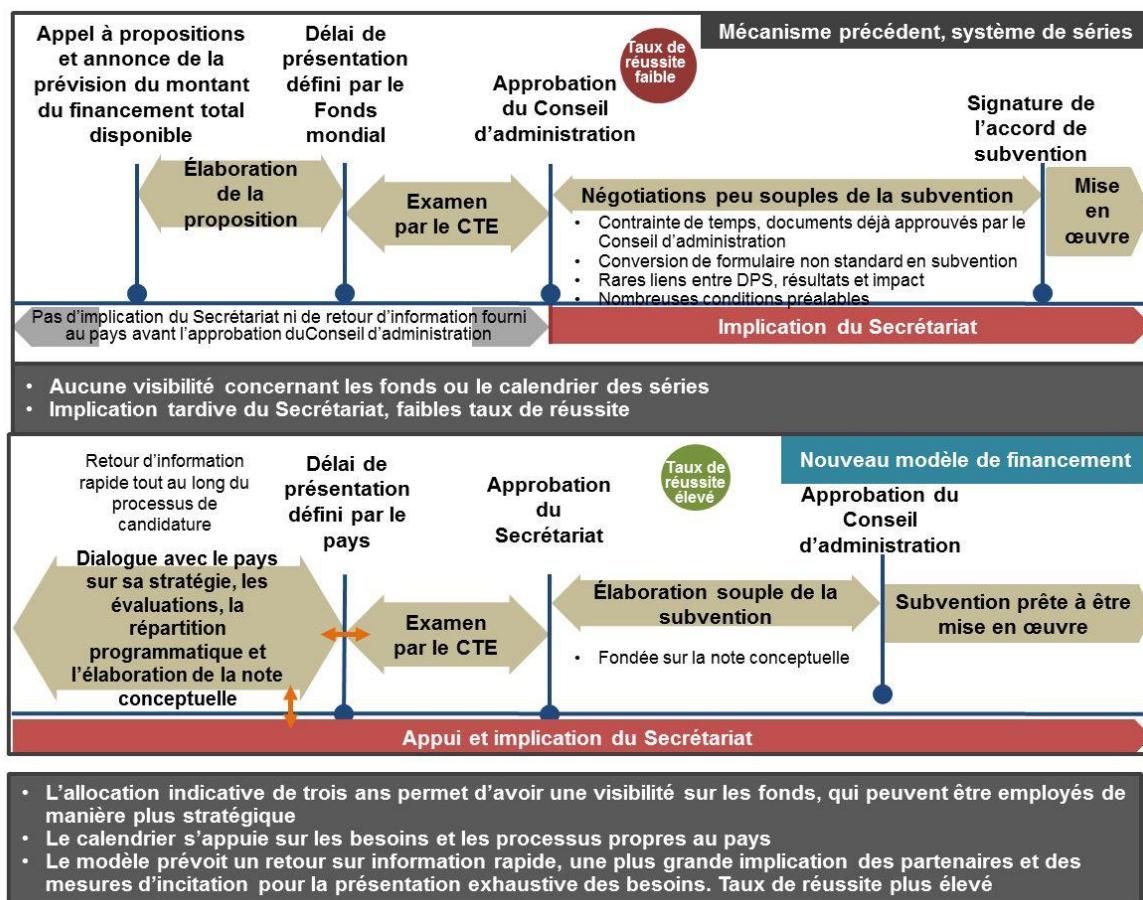 Mécanisme précédent, système de séries
Appel à propositions
et annonce de la
prévision du montant
du financement total
disponible
Délai de
présentation
défini par le
Fonds
mondial
Approbation
du Conseil
d'administration
Taux de
réussite
faible
Signature de
l'accord de
subvention
Élaboration
de la
proposition
Examen
par le CTE
Négotiations peu souples de la subvention
• Contrainte de temps, documents déjà approuvés par le
Conseil d'administration
• Conversion de formulaire non standard en subvention
• Rares liens entre DPS, résultats et impact
• Nombreuses conditions préalables
Mise
en
œuvre
Pas d'implication du Secrétariat ni de retour d'information fourni
au pays avant l'approbation duConseil d'administration
Implication du Secrétariat
• Aucune visibilité concernant les fonds ou le calendrier des séries
• Implication tardive du Secrétariat, faibles taux de réussite
Nouveau modèle de financement
Retour d'information
rapide tout au long du
processus de
candidature
Délai de
présentation
défini par le
pays
Approbation
du
Secrétariat
Taux de
réussite
élevé
Approbation du
Conseil
d'administration
Dialogue avec le pays
sur sa stratégie, les
évaluations, la
répartition
programmatique et
l'élaboration de la note
conceptuelle
Examen
par le CTE
Élaboration souple de la
subvention
• Fondée sur la note conceptuelle
Subvention prête à être
mise en œuvre
Appui et implication du Secrétariat
• L'allocation indicative de trois ans permet d'avoir une visibilité sur les fonds, qui peuvent être employés de
manière plus stratégique
• Le calendrier s'appuie sur les besoins et les processus propres au pays
• Le modèle prévoit un retour sur information rapide, une plus grande implication des partenaires et des
mesures d'incitation pour la présentation exhaustive des besoins. Taux de réussite plus élevé